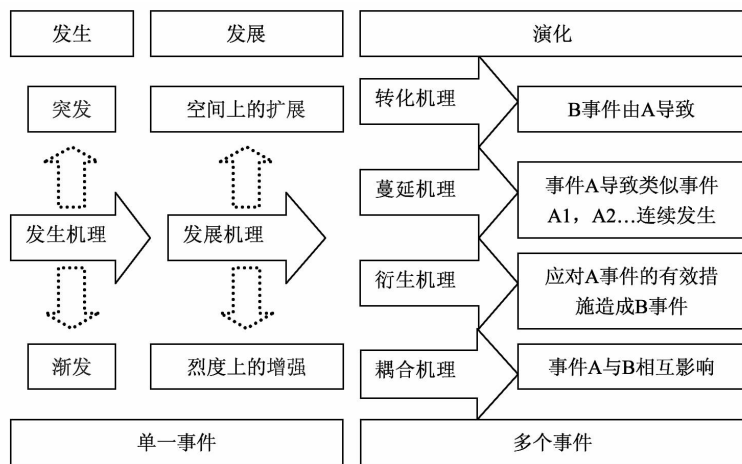 发生
发展
演化
突发
空间上的扩展
转化机理
B事件由A导致
发生机理
发展机理
蔓延机理
事件A导致类似事件
A1，A2…连续发生
衍生机理
应对A事件的有效措
施造成B事件
渐发
烈度上的增强
耦合机理
事件A与B相互影响
单一事件
多个事件